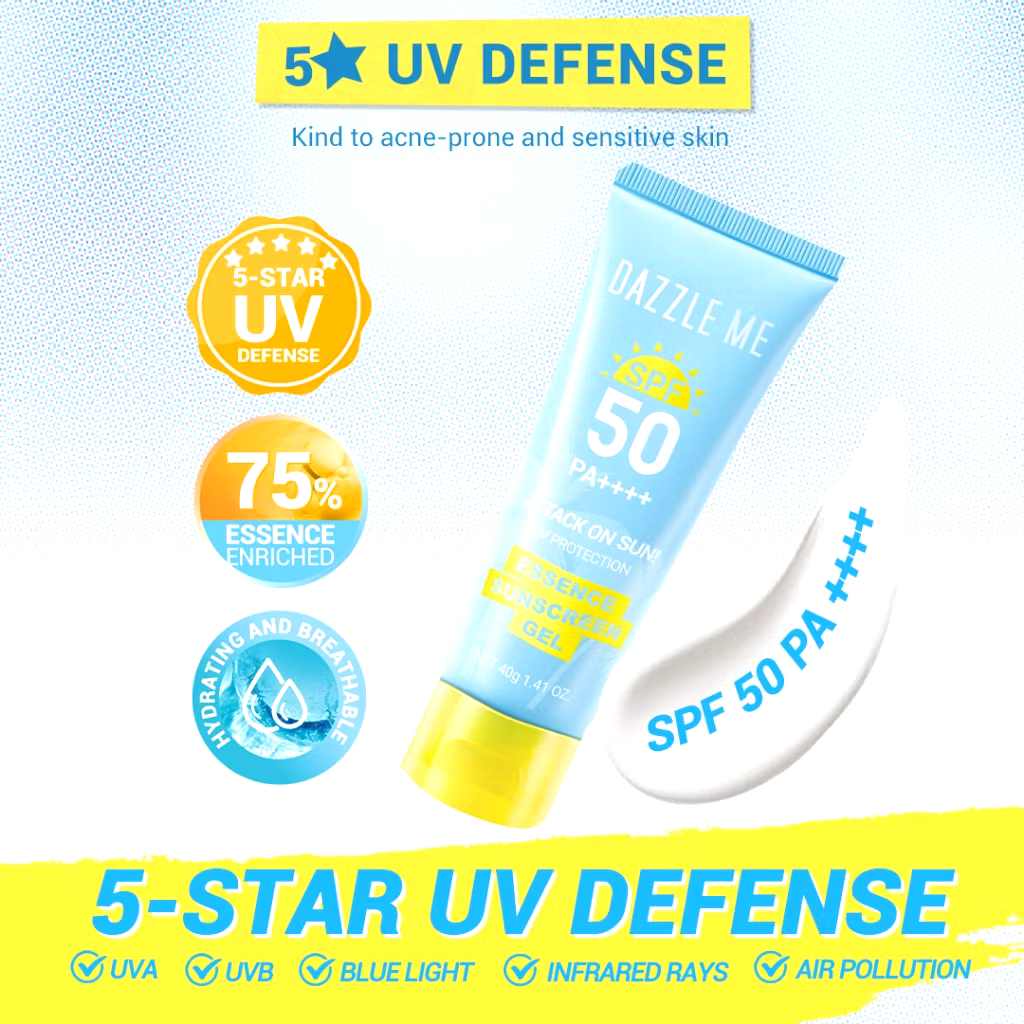 5★ UV DEFENSE
Kind to acne-prone and sensitive skin
5-STAR
UV
DEFENSE
75%
ESSENCE
ENRICHED
HYDRATING AND BREATHABLE
DAZZLE ME
SPF
50
PA++++
ON SUN!
PROTECTION
ESSENCE
SUNSCREEN
GEL
40g 1.41 OZ.
SPF 50 PA ++++
5-STAR UV DEFENSE
UVA UVB BLUE LIGHT INFRARED RAYS AIR POLLUTION